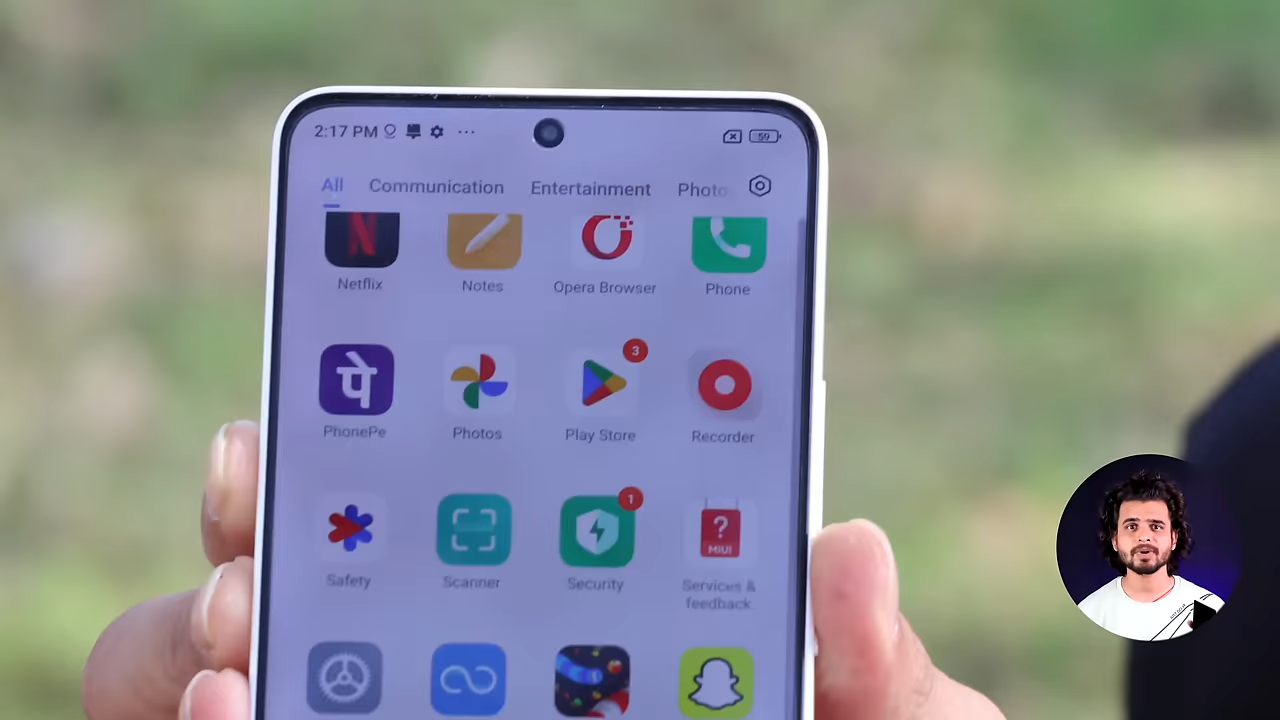 2:17 PM 59
All Communication Entertainment Photo
N
Netflix Notes Opera Browser Phone
पे
3
PhonePe Photos Play Store Recorder
1
?
MIUI
Safety Scanner Security Services &
feedback